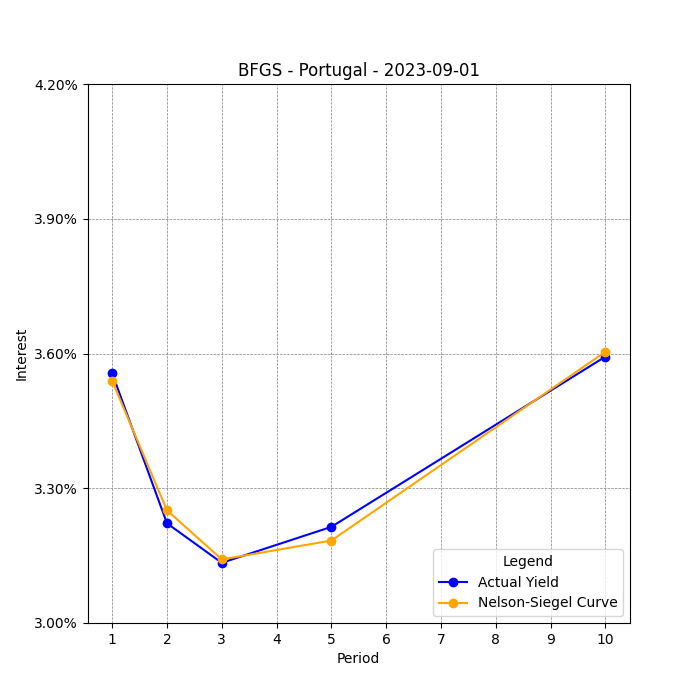 BFGS - Portugal - 2023-09-01
4.20%
3.90%
3.60%
3.30%
3.00%
Interest
1 2 3 4 5 6 7 8 9 10
Period
Legend
Actual Yield
Nelson-Siegel Curve